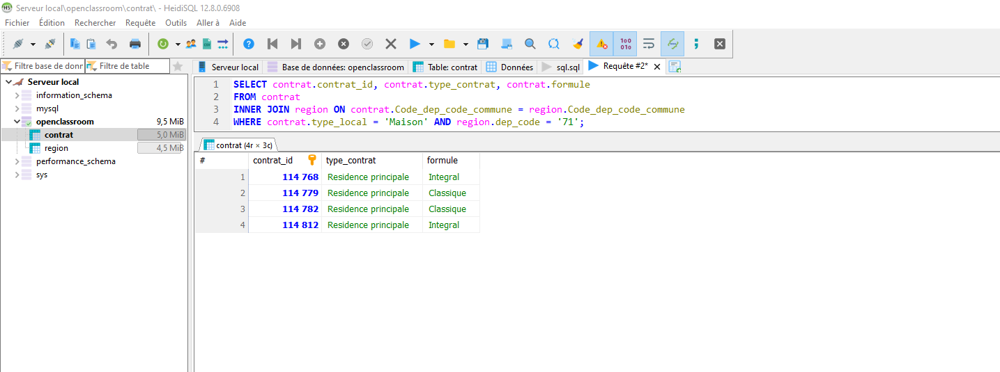 Serveur local\openclassroom\contrat\ - HeidiSQL 12.8.0.6908
Fichier Édition Rechercher Requête Outils Aller à Aide
Filtre base de donr Filtre de table
Serveur local Base de données: openclassroom Table: contrat Données sql.sql Requête #2*
Serveur local
information_schema
mysql
openclassroom 9,5 MiB
contrat 5,0 MiB
region 4,5 MiB
performance_schema
sys
1 SELECT contrat.contrat_id, contrat.type_contrat, contrat.formule
2 FROM contrat
3 INNER JOIN region ON contrat.Code_dep_code_commune = region.Code_dep_code_commune
4 WHERE contrat.type_local = 'Maison' AND region.dep_code = '71';
contrat (4r × 3c)
# contrat_id type_contrat formule
1 114 768 Residence principale Integral
2 114 779 Residence principale Classique
3 114 782 Residence principale Classique
4 114 812 Residence principale Integral